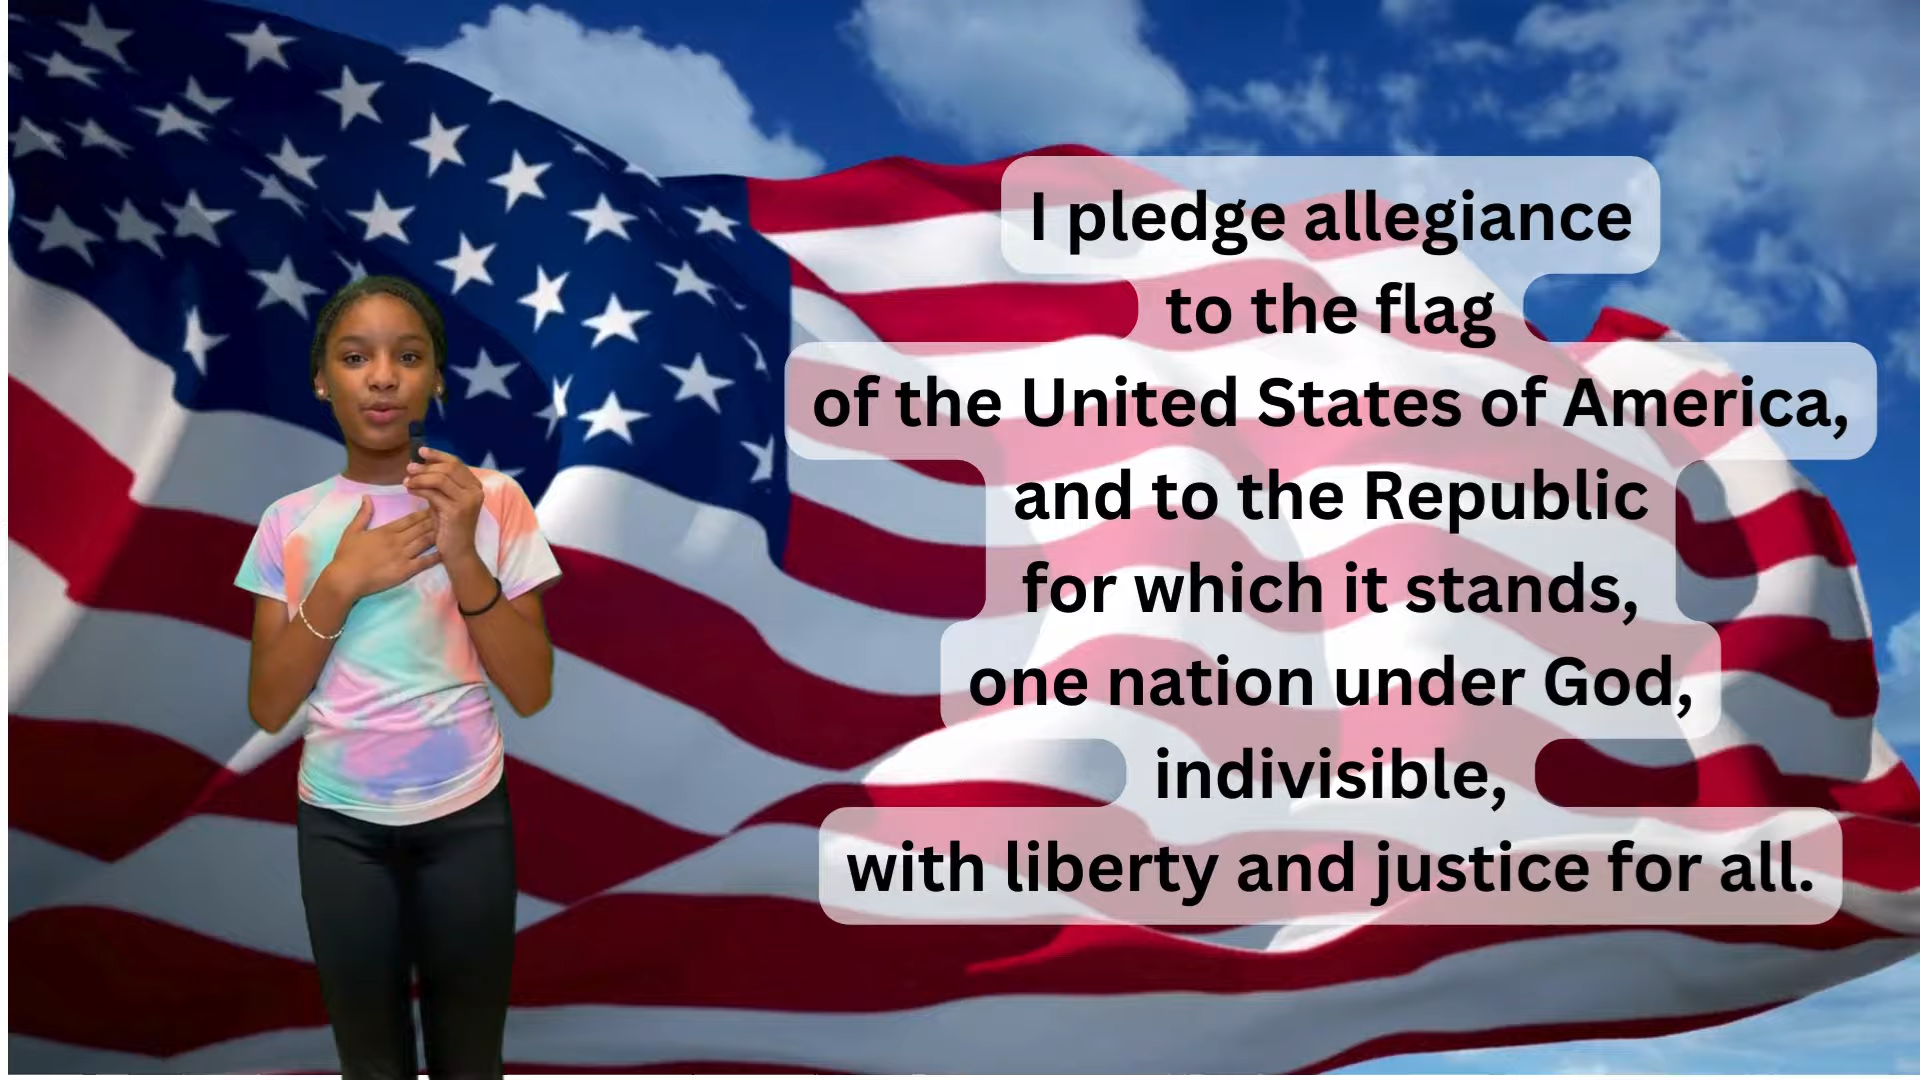 I pledge allegiance
to the flag
of the United States of America,
and to the Republic
for which it stands,
one nation under God,
indivisible,
with liberty and justice for all.